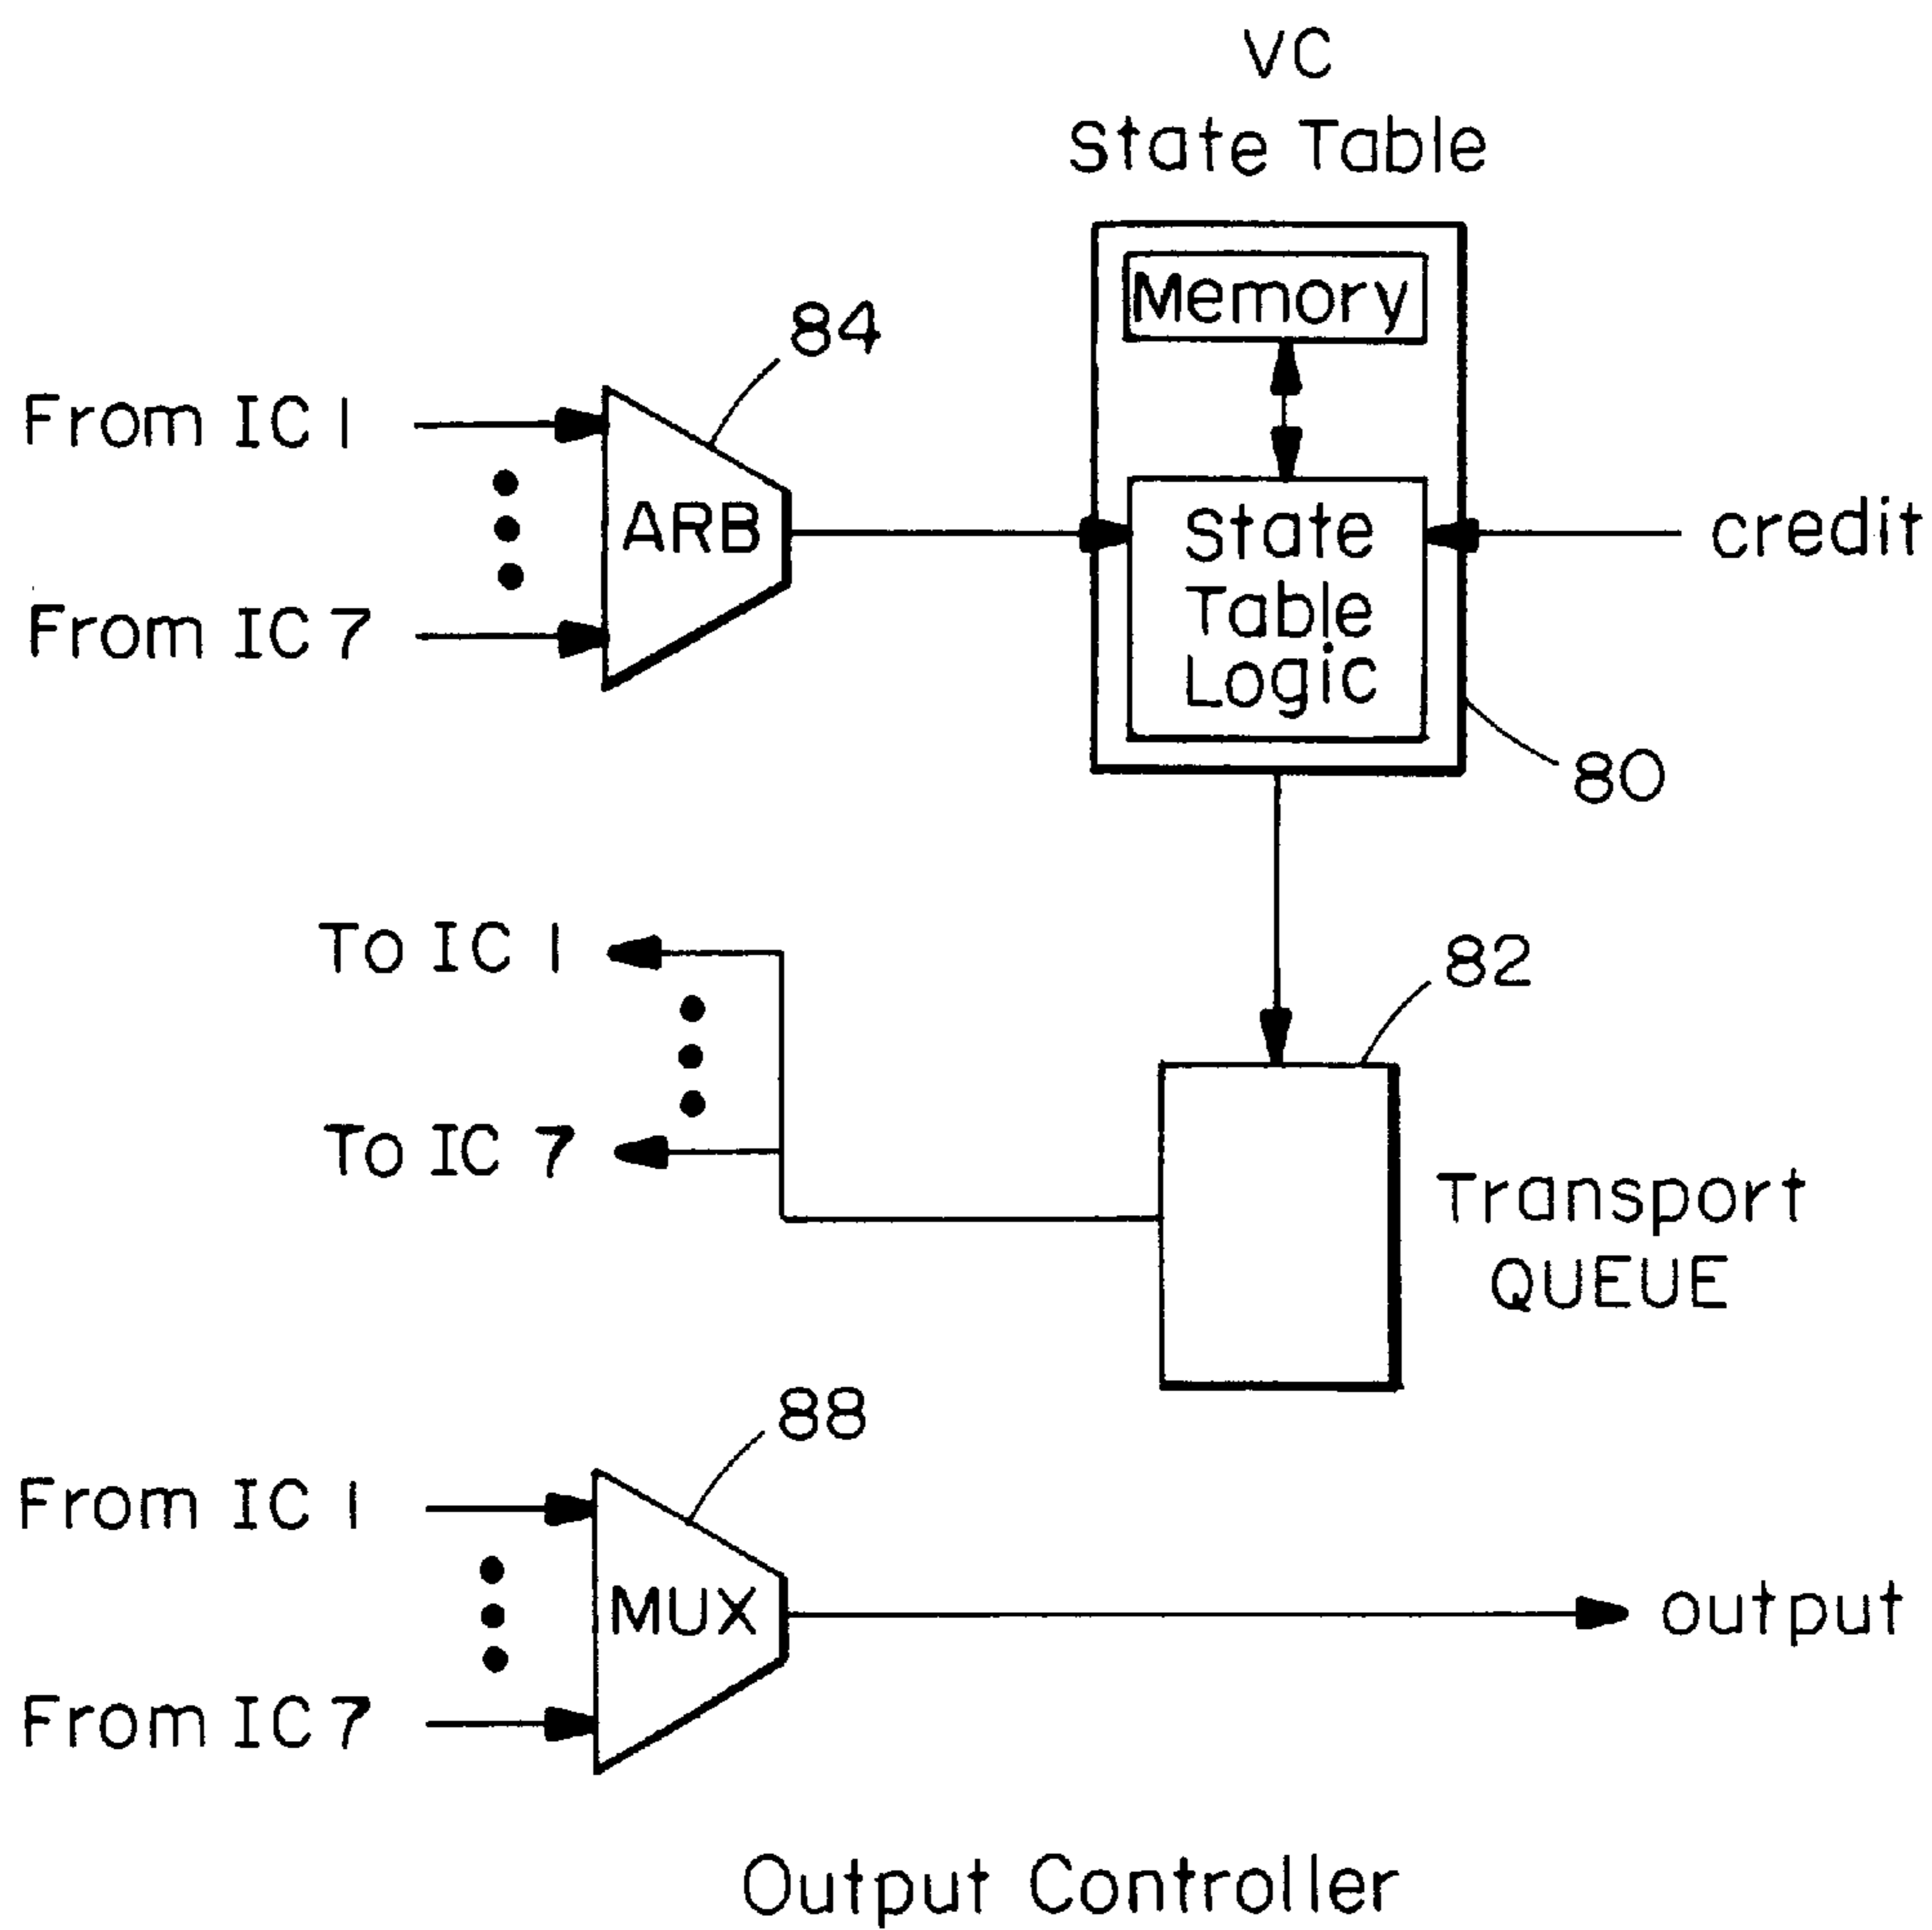 VC
State Table
Memory
84
From IC 1
ARB
State
Table
Logic
credit
From IC 7
80
To IC 1
82
To IC 7
Transport
QUEUE
88
From IC 1
MUX
output
From IC 7
Output Controller